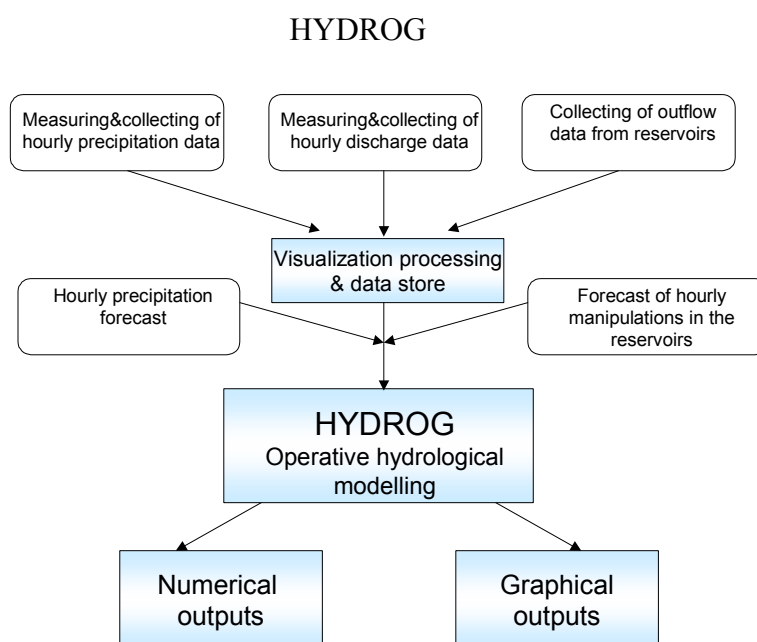 HYDROG
Measuring&collecting of
hourly precipitation data
Measuring&collecting of
hourly discharge data
Collecting of outflow
data from reservoirs
Visualization processing
& data store
Hourly precipitation
forecast
Forecast of hourly
manipulations in the
reservoirs
HYDROG
Operative hydrological
modelling
Numerical
outputs
Graphical
outputs